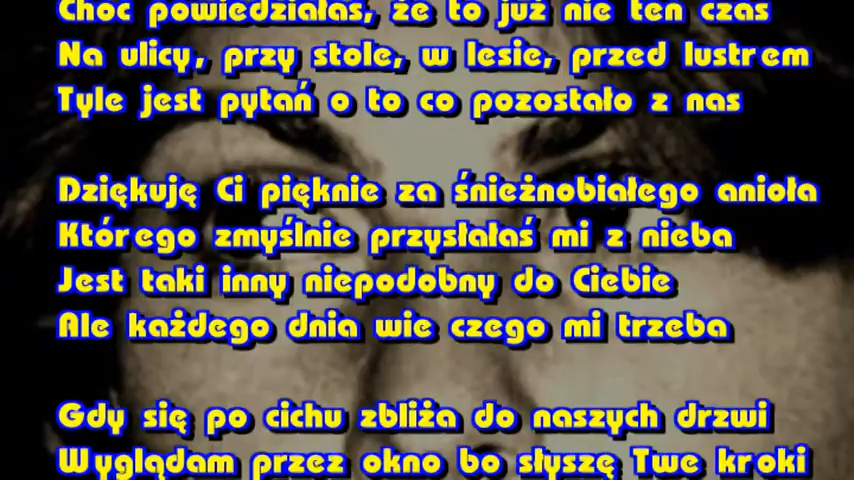 Choć powiedziałaś, że to już nie ten czas
Na ulicy, przy stole, w lesie, przed lustrem
Tyle jest pytań o to co pozostało z nas
Dziękuję Ci pięknie za śnieżnobiałego anioła
Którego zmyślnie przysłałaś mi z nieba
Jest taki inny niepodobny do Ciebie
Ale każdego dnia wie czego mi trzeba
Gdy się po cichu zbliża do naszych drzwi
Wyglądam przez okno bo słyszę Twe kroki